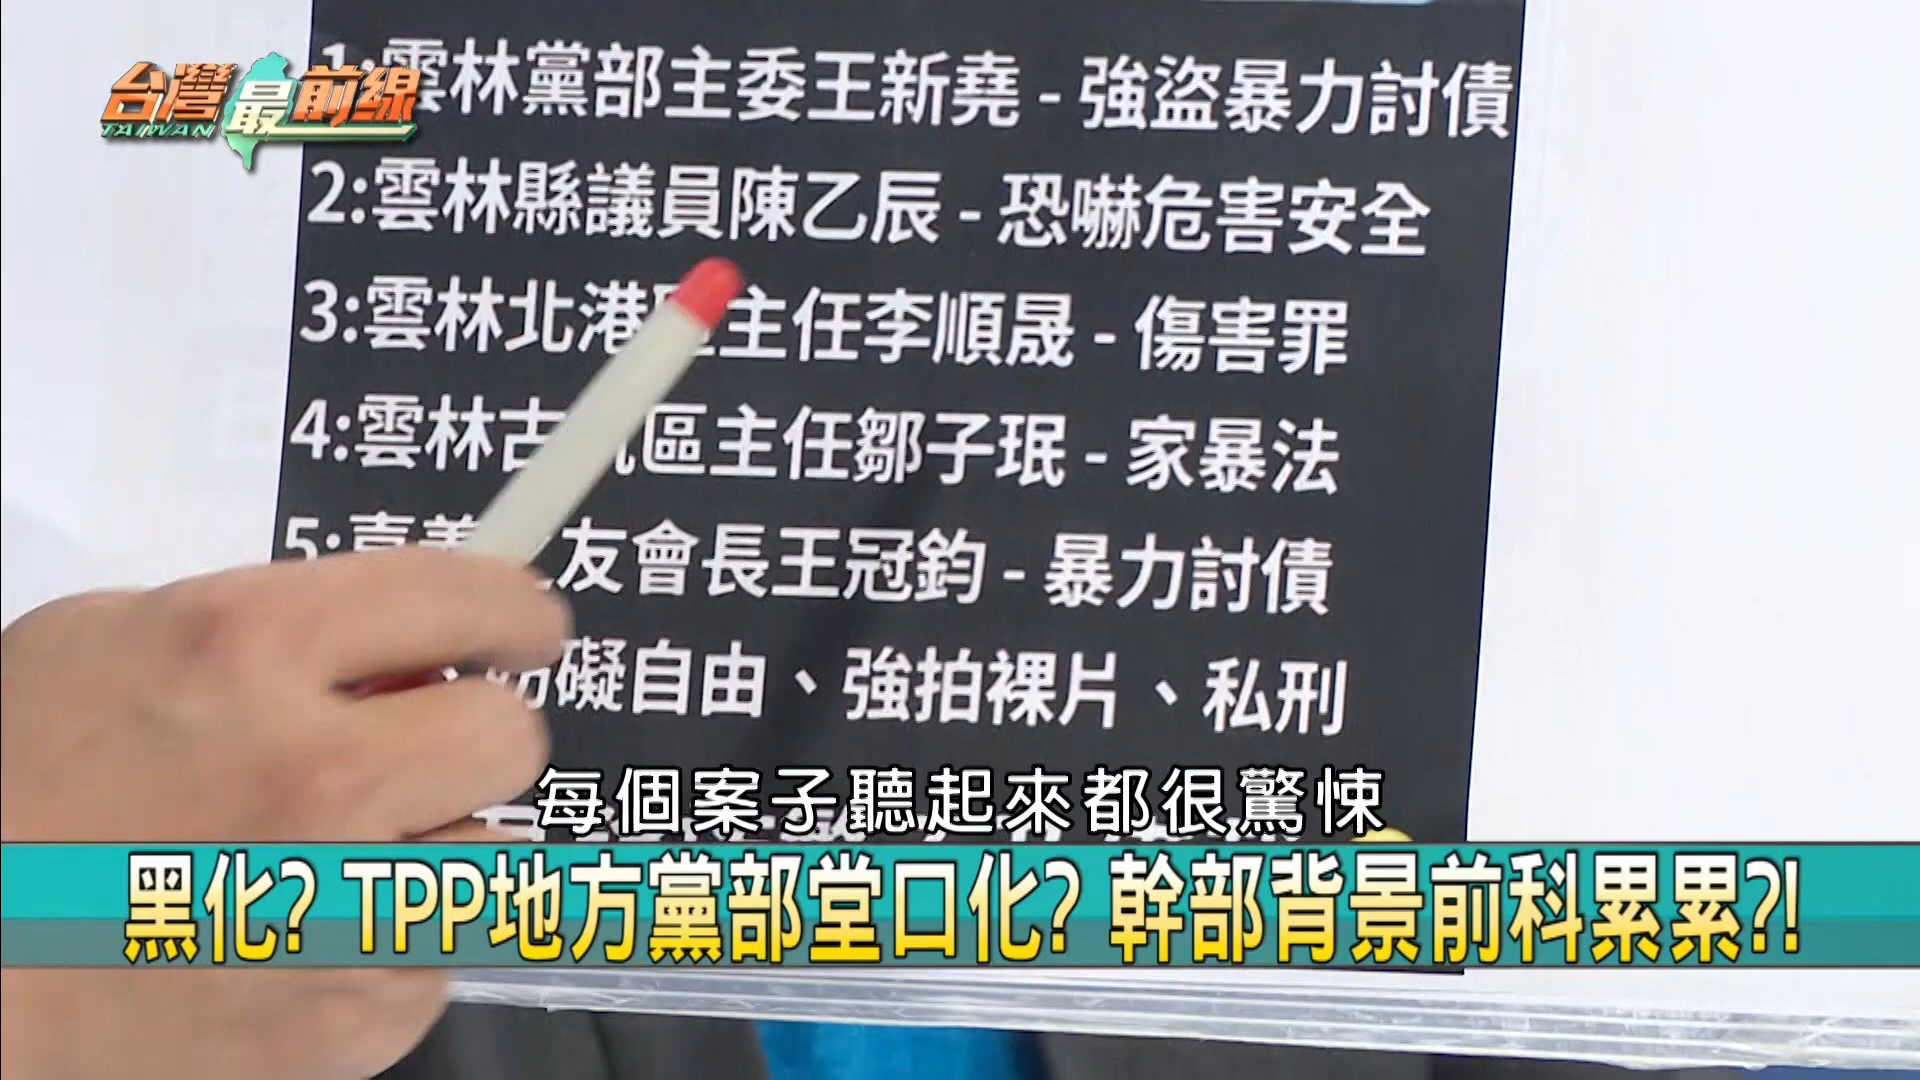 台灣最前線
TAIWAN
1:雲林黨部主委王新堯 - 強盜暴力討債
2:雲林縣議員陳乙辰 - 恐嚇危害安全
3:雲林北港區主任李順晟 - 傷害罪
4:雲林古坑區主任鄒子珉 - 家暴法
5:嘉義之友會長王冠鈞 - 暴力討債
、妨礙自由、強拍裸片、私刑
每個案子聽起來都很驚悚
黑化? TPP地方黨部堂口化? 幹部背景前科累累?!